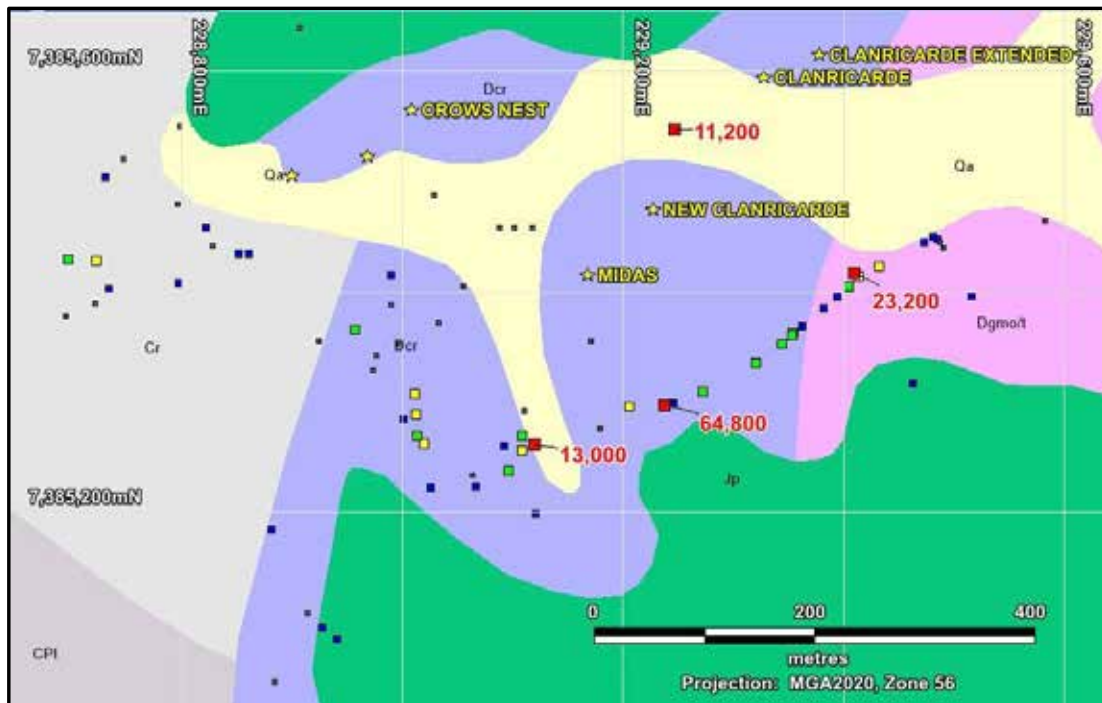 228,800mE
229,200mE
229,600mE
7,385,600mN
CLANRICARDE EXTENDED
CLANRICARDE
Dcr
CROWS NEST
11,200
Qa
Qa
NEW CLANRICARDE
MIDAS
23,200
Dgmo/t
Cr
Dcr
64,800
13,000
Jp
7,385,200mN
0 200 400
metres
CPI
Projection: MGA2020, Zone 56